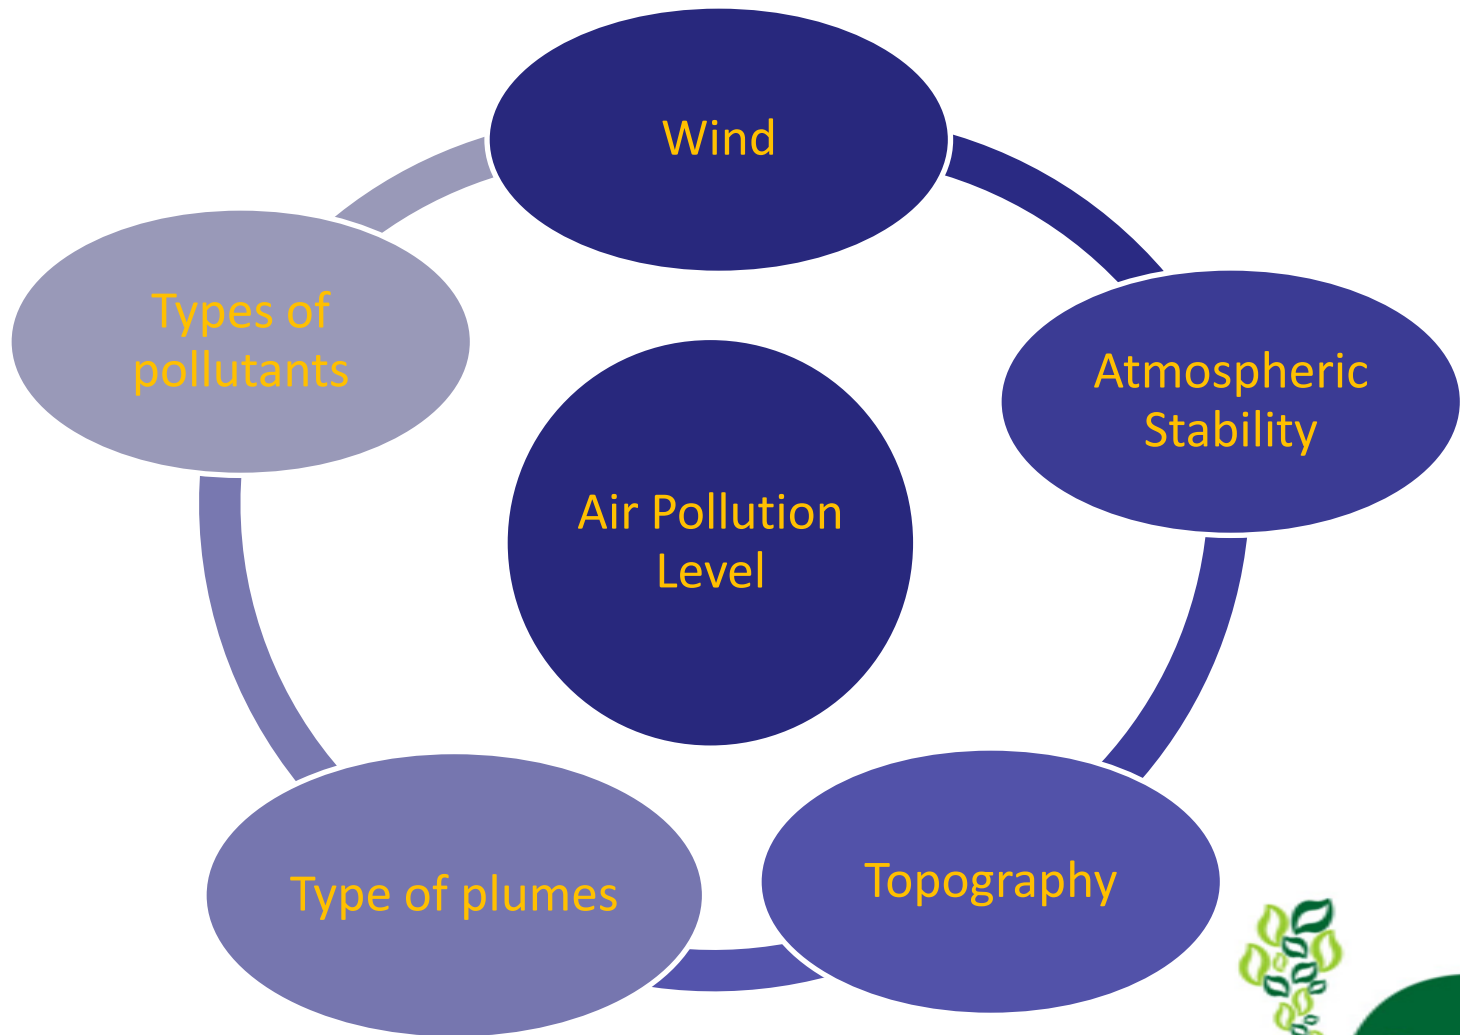 Wind
Atmospheric
Stability
Topography
Type of plumes
Types of
pollutants
Air Pollution
Level